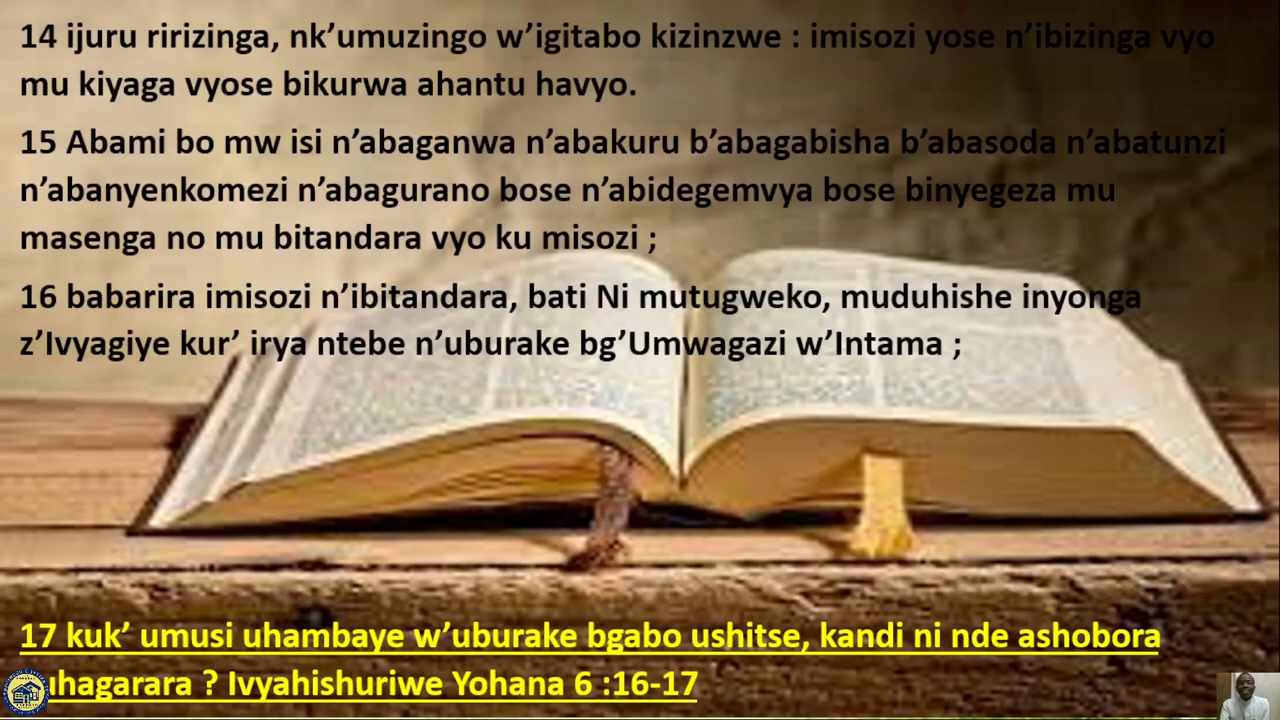 14 ijuru ririzinga, nk’umuzingo w’igitabo kizinzwe : imisozi yose n’ibizinga vyo
mu kiyaga vyose bikurwa ahantu havyo.
15 Abami bo mw isi n’abaganwa n’abakuru b’abagabisha b’abasoda n’abatunzi
n’abanyenkomezi n’abagurano bose n’abidegemvya bose binyegeza mu
masenga no mu bitandara vyo ku misozi ;
16 babarira imisozi n’ibitandara, bati Ni mutugweko, muduhishe inyonga
z’Ivyagiye kur’ irya ntebe n’uburake bg’Umwagazi w’Intama ;
17 kuk’ umusi uhambaye w’uburake bgabo ushitse, kandi ni nde ashobora
? Ivyahishuriwe Yohana 6 :16-17